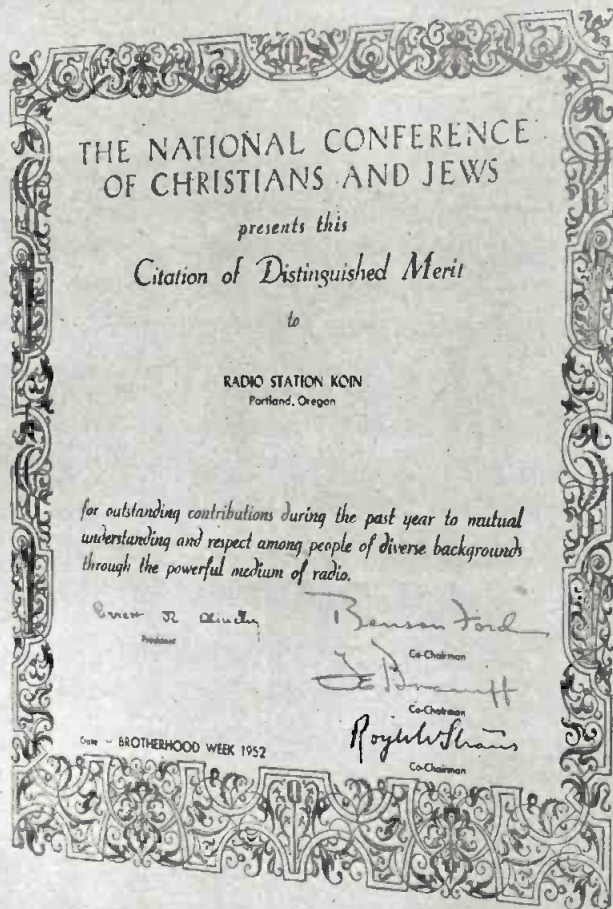 THE NATIONAL CONFERENCE
OF CHRISTIANS AND JEWS
presents this
Citation of Distinguished Merit
to
RADIO STATION KOIN
Portland, Oregon
for outstanding contributions during the past year to mutual
understanding and respect among people of diverse backgrounds
through the powerful medium of radio.
President
Benson Ford
Co-Chairman
Co-Chairman
Date - BROTHERHOOD WEEK 1952
Co-Chairman